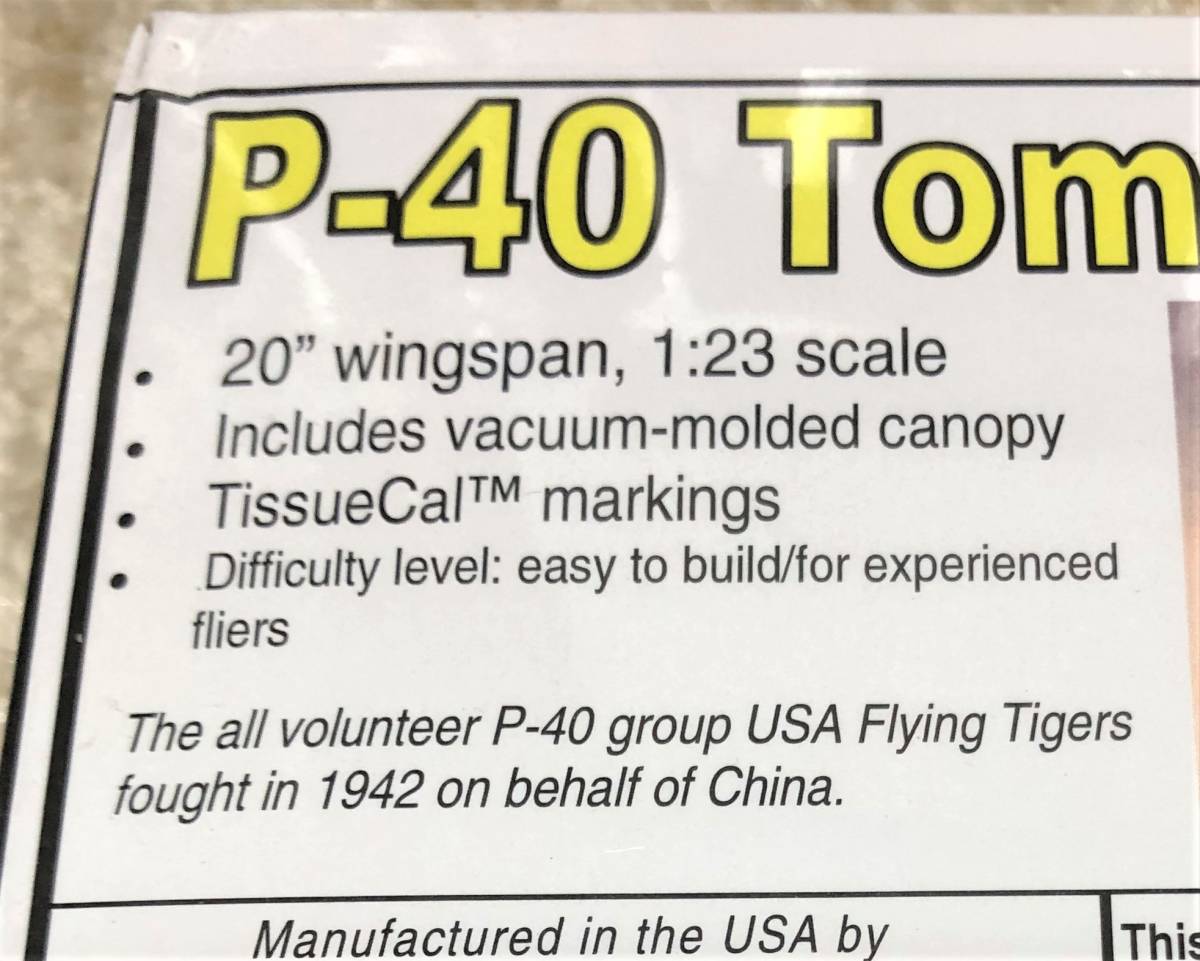 P-40 Tom
• 20” wingspan, 1:23 scale
• Includes vacuum-molded canopy
• TissueCal™ markings
• Difficulty level: easy to build/for experienced
fliers
The all volunteer P-40 group USA Flying Tigers
fought in 1942 on behalf of China.
Manufactured in the USA by
This